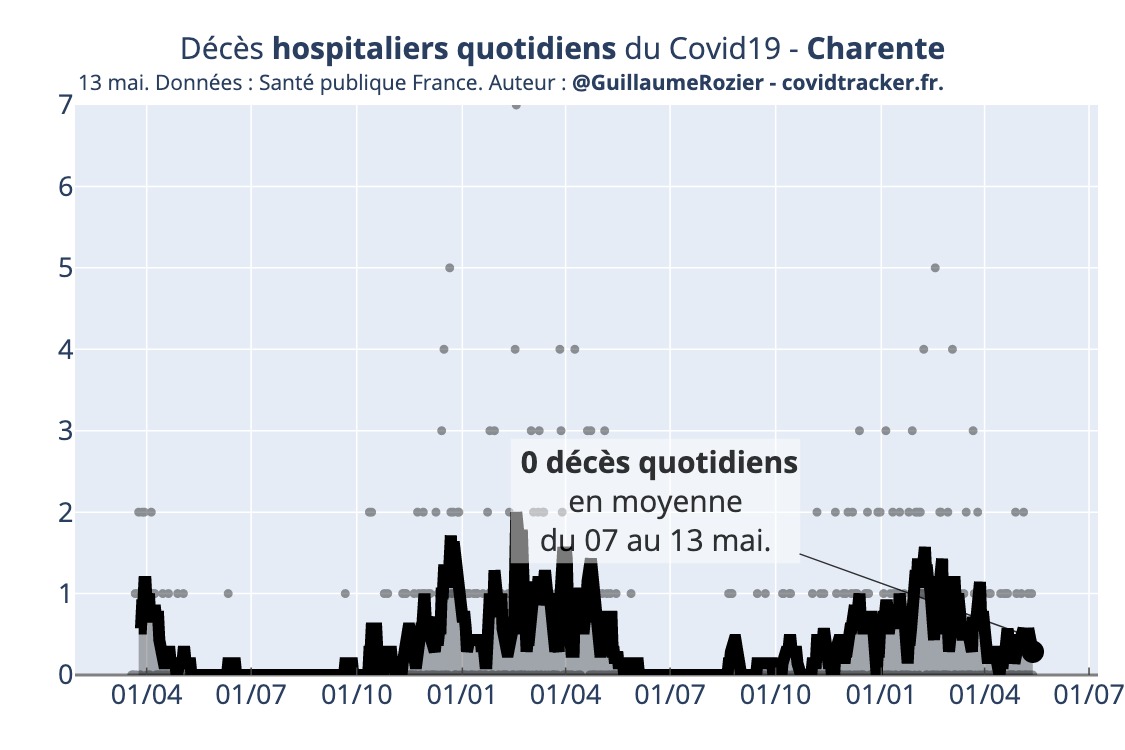 Décès hospitaliers quotidiens du Covid19 - Charente
13 mai. Données : Santé publique France. Auteur : @GuillaumeRozier - covidtracker.fr.
7
6
5
4
3
2
1
0
0 décès quotidiens
en moyenne
du 07 au 13 mai.
01/04 01/07 01/10 01/01 01/04 01/07 01/10 01/01 01/04 01/07